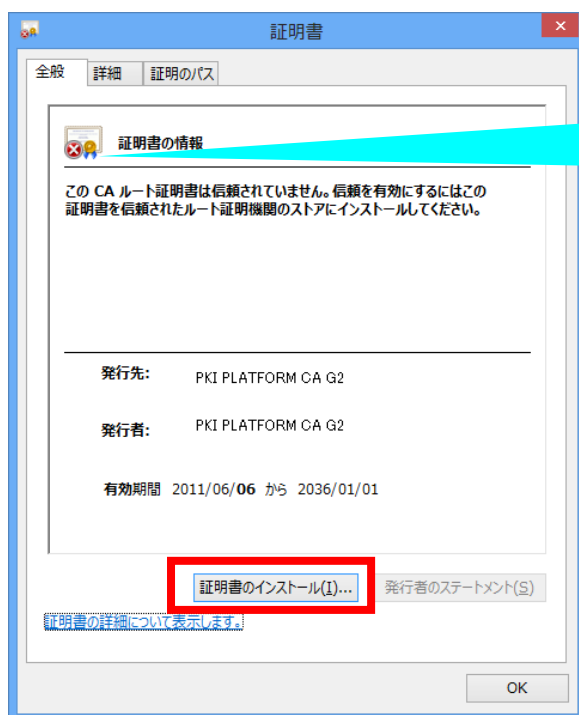 証明書
全般 詳細 証明のパス
証明書の情報
この CA ルート証明書は信頼されていません。信頼を有効にするにはこの
証明書を信頼されたルート証明機関のストアにインストールしてください。
発行先: PKI PLATFORM CA G2
発行者: PKI PLATFORM CA G2
有効期間 2011/06/06 から 2036/01/01
証明書のインストール(I)... 発行者のステートメント(S)
証明書の詳細について表示します。
OK